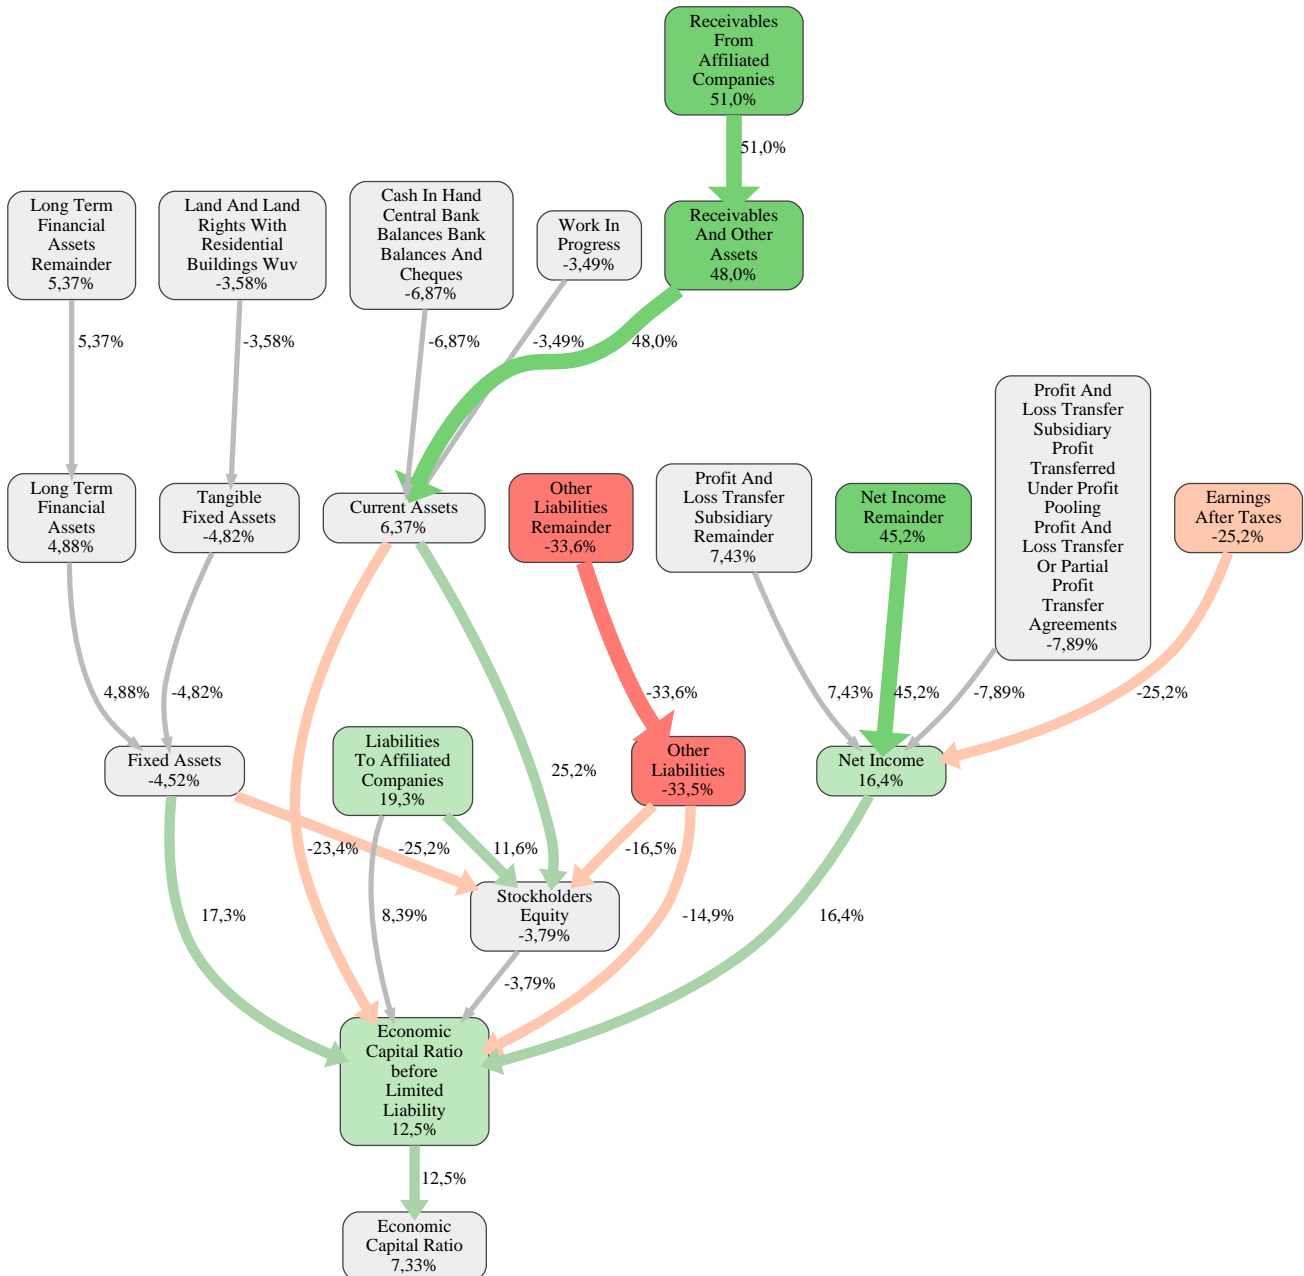 Receivables
From
Affiliated
Companies
51,0%
51,0%
Long Term
Financial
Assets
Remainder
5,37%
Land And Land
Rights With
Residential
Buildings Wuv
-3,58%
Cash In Hand
Central Bank
Balances Bank
Balances And
Cheques
-6,87%
Work In
Progress
-3,49%
Receivables
And Other
Assets
48,0%
5,37%
-3,58%
-6,87%
-3,49%
48,0%
Long Term
Financial
Assets
4,88%
Tangible
Fixed Assets
-4,82%
Current Assets
6,37%
Other
Liabilities
Remainder
-33,6%
Profit And
Loss Transfer
Subsidiary
Remainder
7,43%
Net Income
Remainder
45,2%
Profit And
Loss Transfer
Subsidiary
Profit
Transferred
Under Profit
Pooling
Profit And
Loss Transfer
Or Partial
Profit
Transfer
Agreements
-7,89%
Earnings
After Taxes
-25,2%
4,88%
-4,82%
-33,6%
7,43%
45,2%
-7,89%
-25,2%
Fixed Assets
-4,52%
Liabilities
To Affiliated
Companies
19,3%
25,2%
Other
Liabilities
-33,5%
Net Income
16,4%
-23,4%
-25,2%
11,6%
-16,5%
17,3%
8,39%
Stockholders
Equity
-3,79%
-14,9%
16,4%
-3,79%
Economic
Capital Ratio
before
Limited
Liability
12,5%
12,5%
Economic
Capital Ratio
7,33%